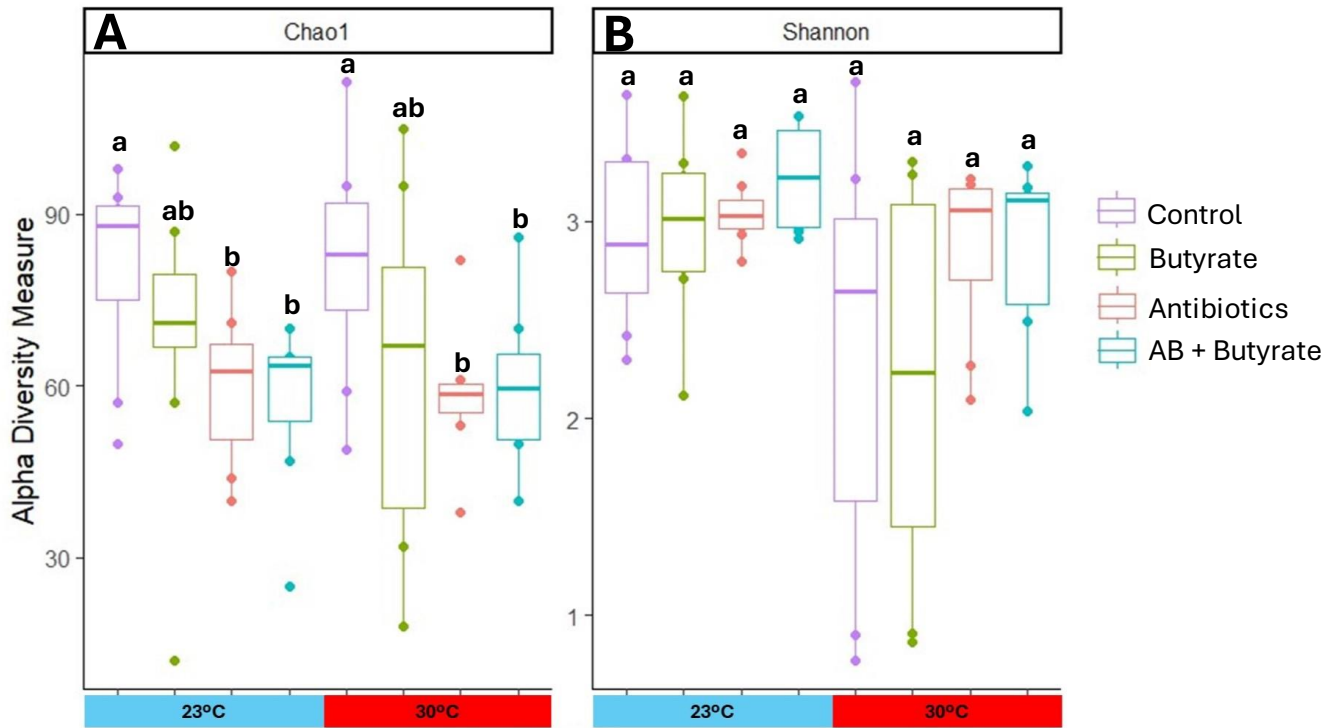 A Chao1
B Shannon
a
a
ab
ab
b
b
b
b
a
a
a
a
a
a
a
a
Alpha Diversity Measure
90
60
30
3
2
1
23ºC 30ºC
23ºC 30ºC
Control
Butyrate
Antibiotics
AB + Butyrate